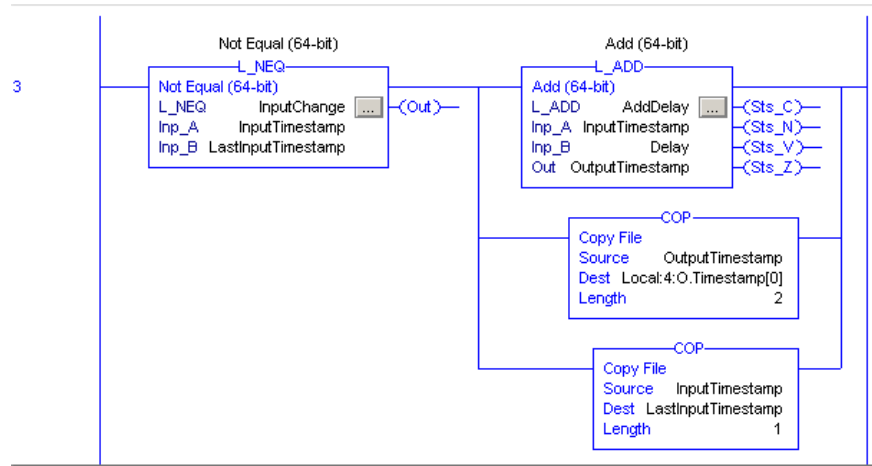 Not Equal (64-bit)
L_NEQ
Not Equal (64-bit)
L_NEQ InputChange ...
Inp_A InputTimestamp
Inp_B LastInputTimestamp
(Out)
3
Add (64-bit)
L_ADD
Add (64-bit)
L_ADD AddDelay ...
Inp_A InputTimestamp
Inp_B Delay
Out OutputTimestamp
(Sts_C)
(Sts_N)
(Sts_V)
(Sts_Z)
COP
Copy File
Source OutputTimestamp
Dest Local:4:O.Timestamp[0]
Length 2
COP
Copy File
Source InputTimestamp
Dest LastInputTimestamp
Length 1